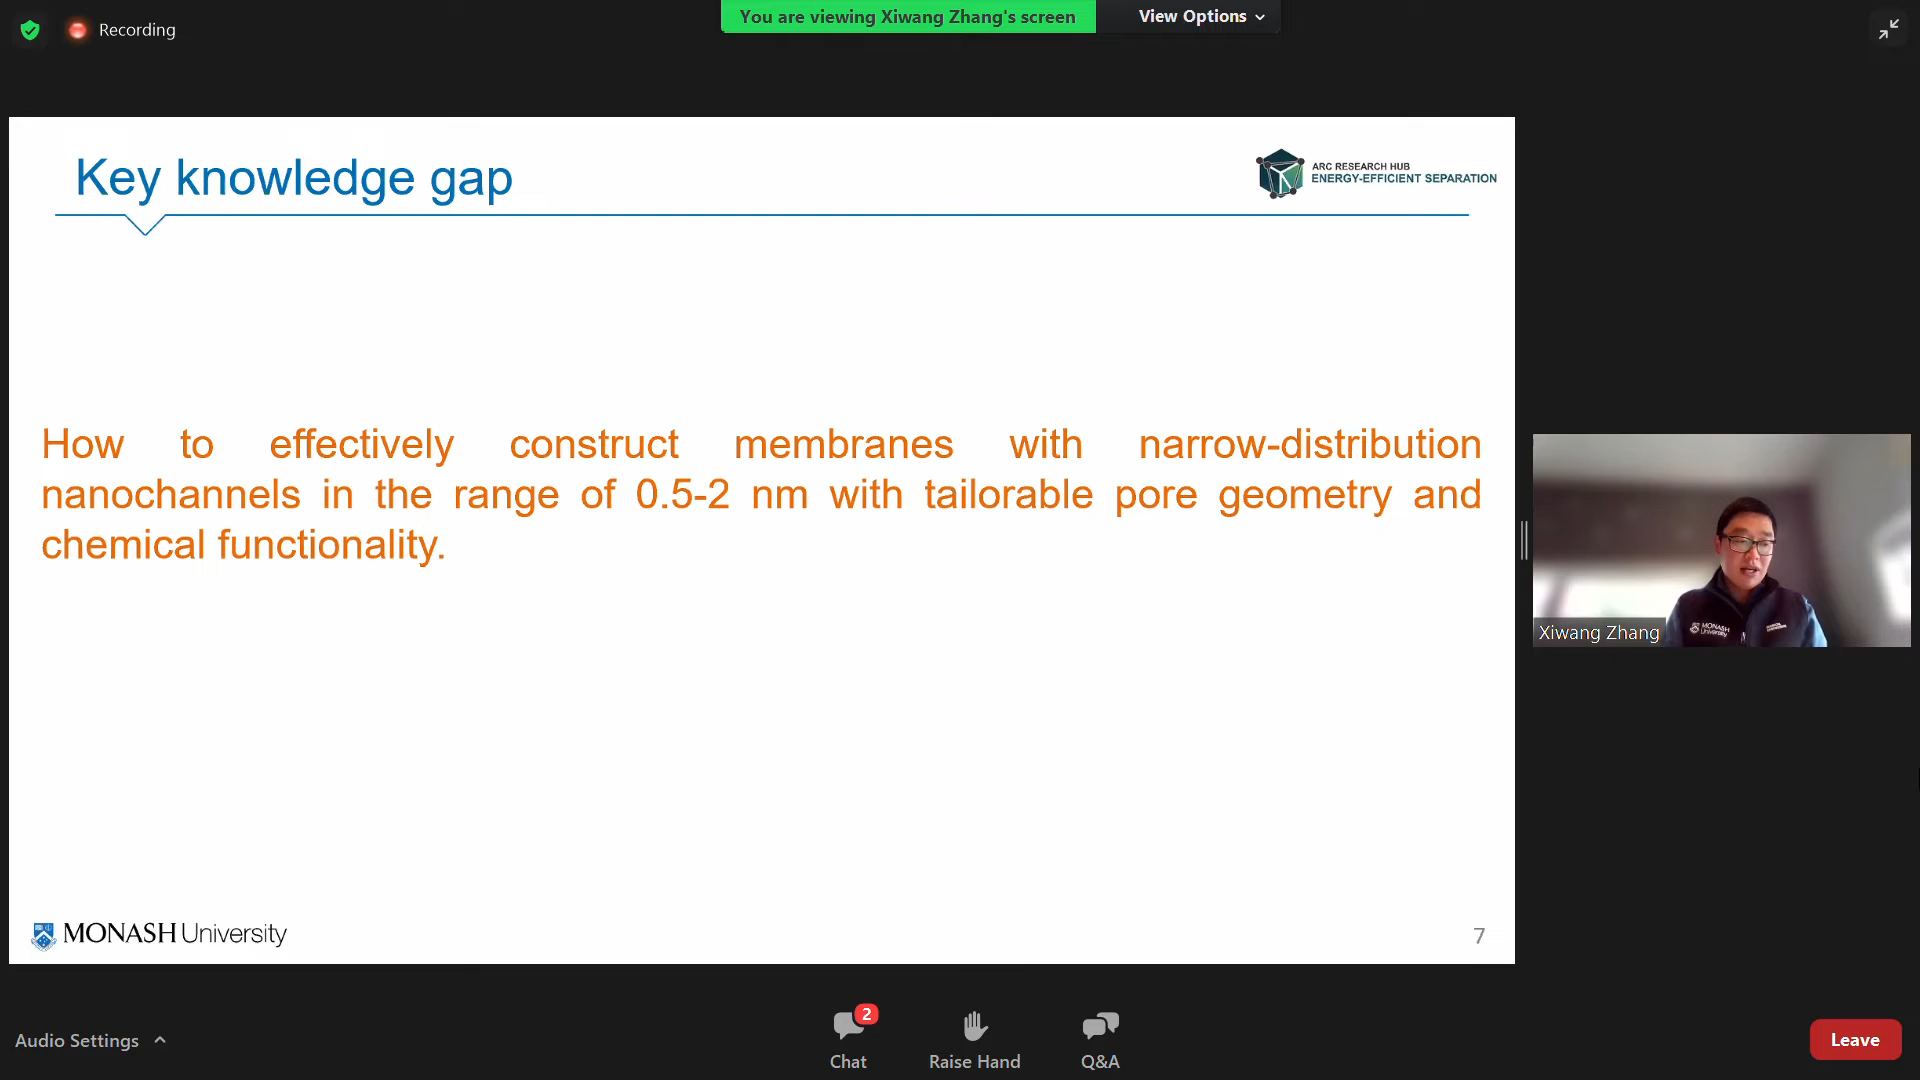 Recording
You are viewing Xiwang Zhang's screen
View Options
Key knowledge gap
ARC RESEARCH HUB
ENERGY-EFFICIENT SEPARATION
How to effectively construct membranes with narrow-distribution
nanochannels in the range of 0.5-2 nm with tailorable pore geometry and
chemical functionality.
MONASH
University
Xiwang Zhang
MONASH University
7
Audio Settings
2
Chat
Raise Hand
Q&A
Leave